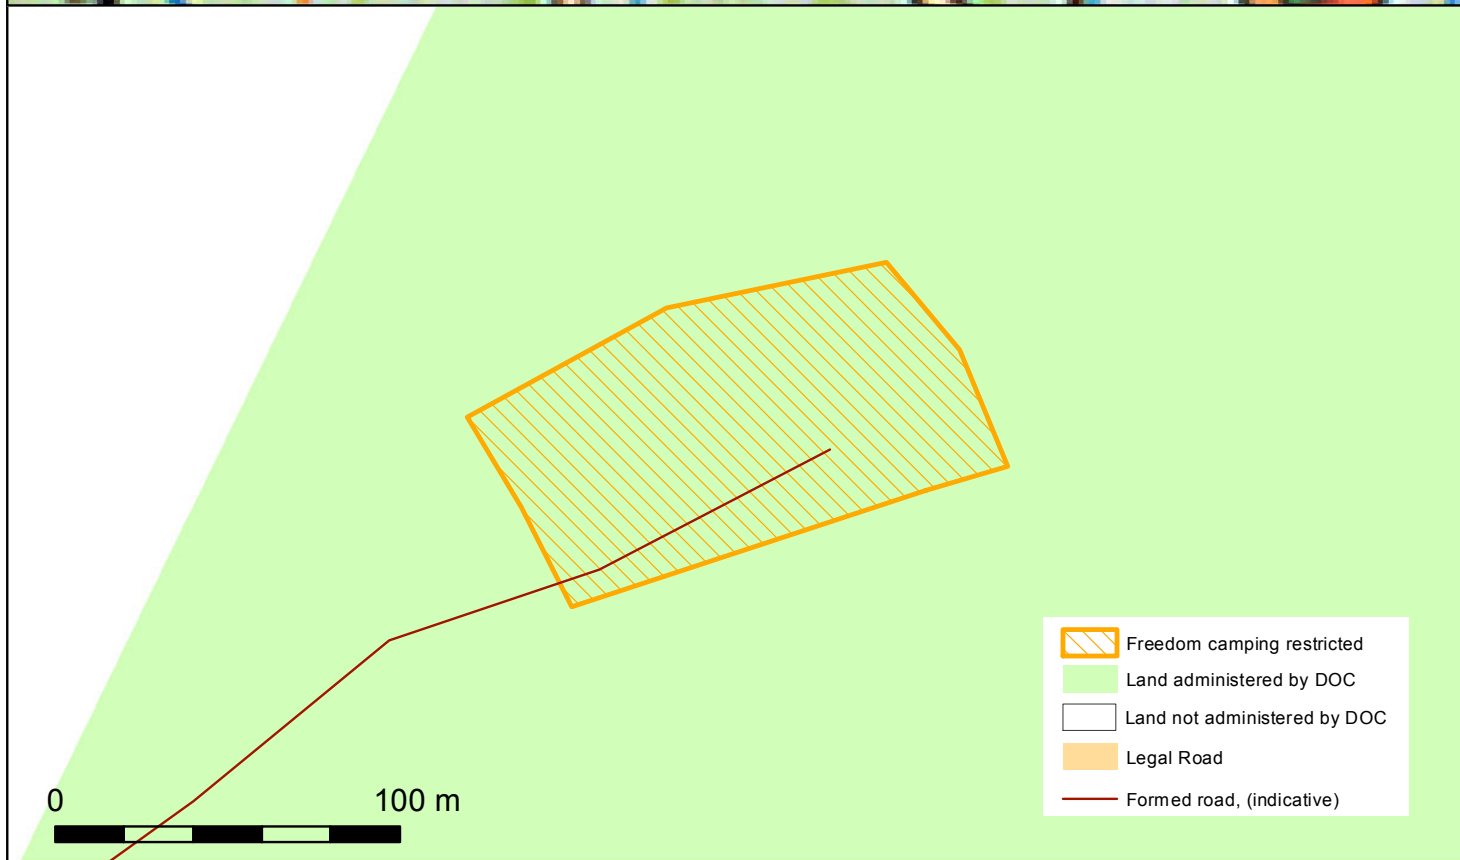 Freedom camping restricted
Land administered by DOC
Land not administered by DOC
Legal Road
Formed road, (indicative)
0 100 m